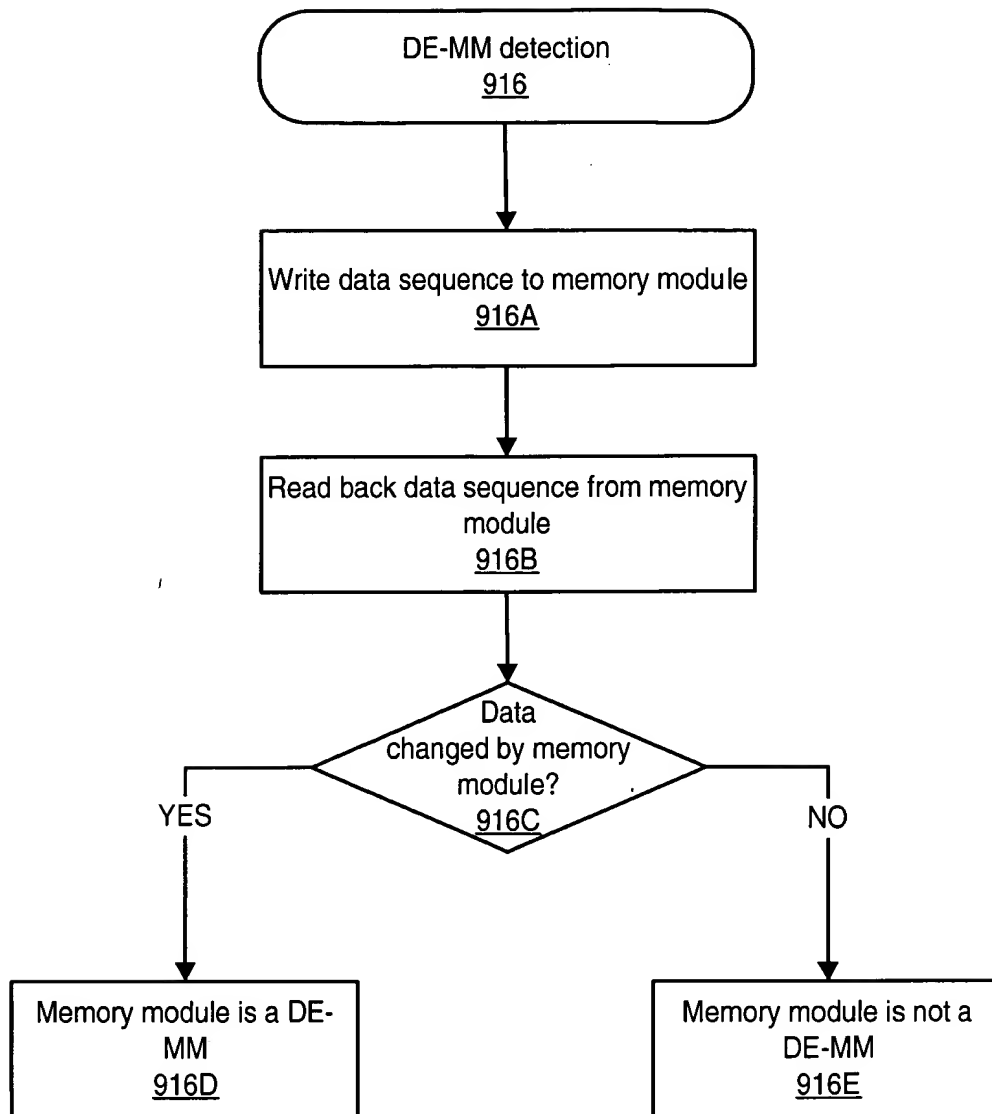 DE-MM detection
916
Write data sequence to memory module
916A
Read back data sequence from memory
module
916B
Data
changed by memory
module?
916C
YES
NO
Memory module is a DE-
MM
916D
Memory module is not a
DE-MM
916E